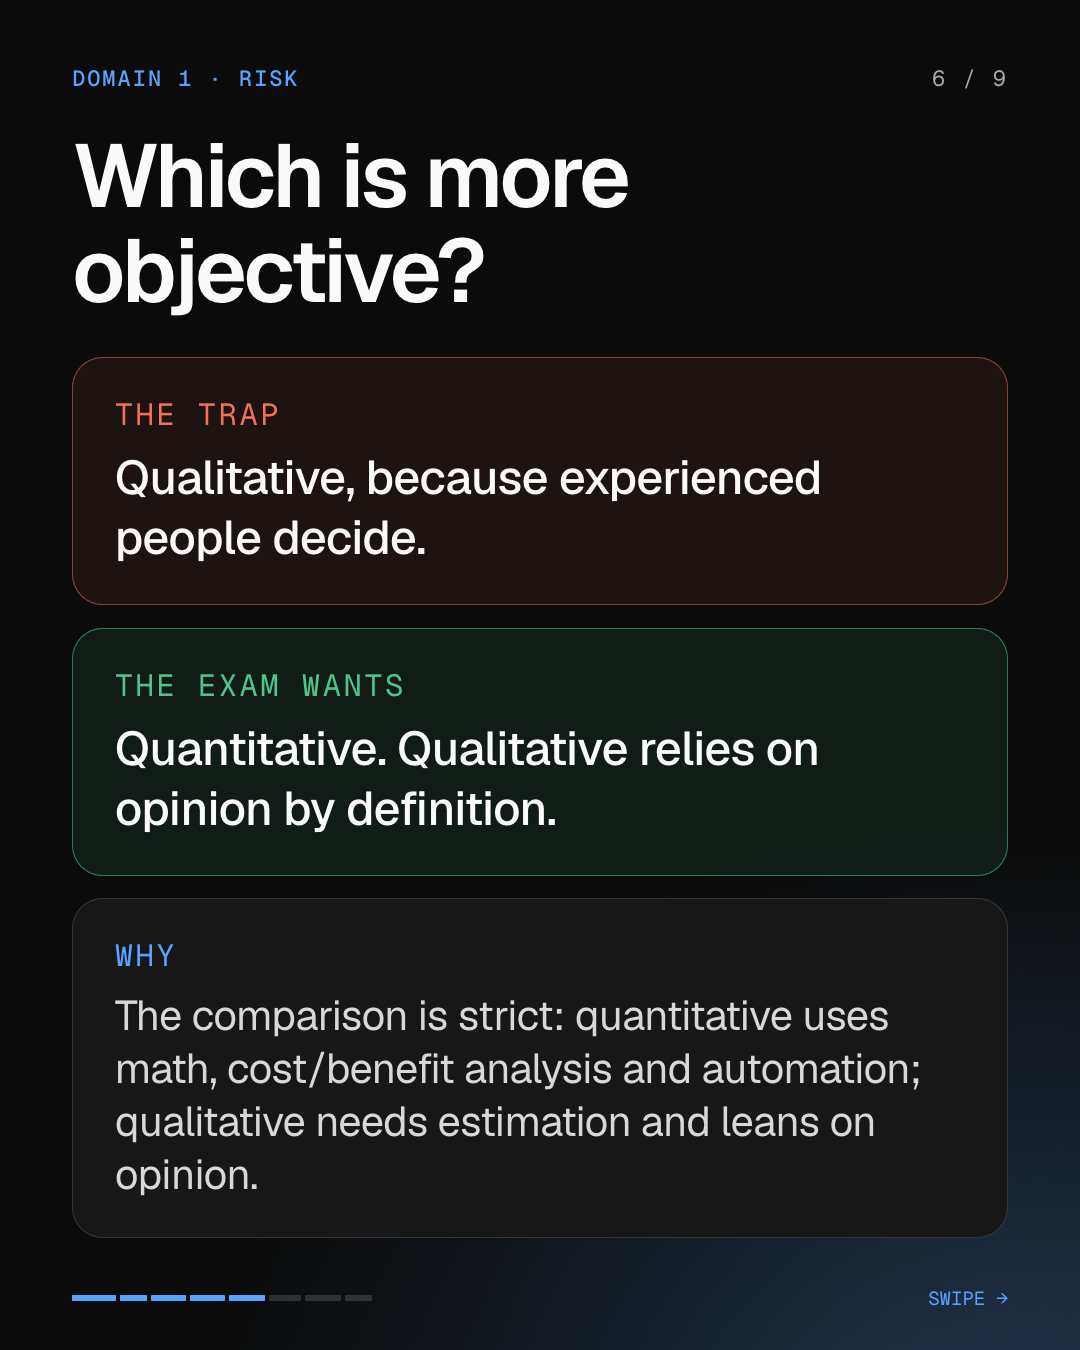 DOMAIN 1 · RISK
6 / 9
Which is more
objective?
THE TRAP
Qualitative, because experienced
people decide.
THE EXAM WANTS
Quantitative. Qualitative relies on
opinion by definition.
WHY
The comparison is strict: quantitative uses
math, cost/benefit analysis and automation;
qualitative needs estimation and leans on
opinion.
SWIPE →